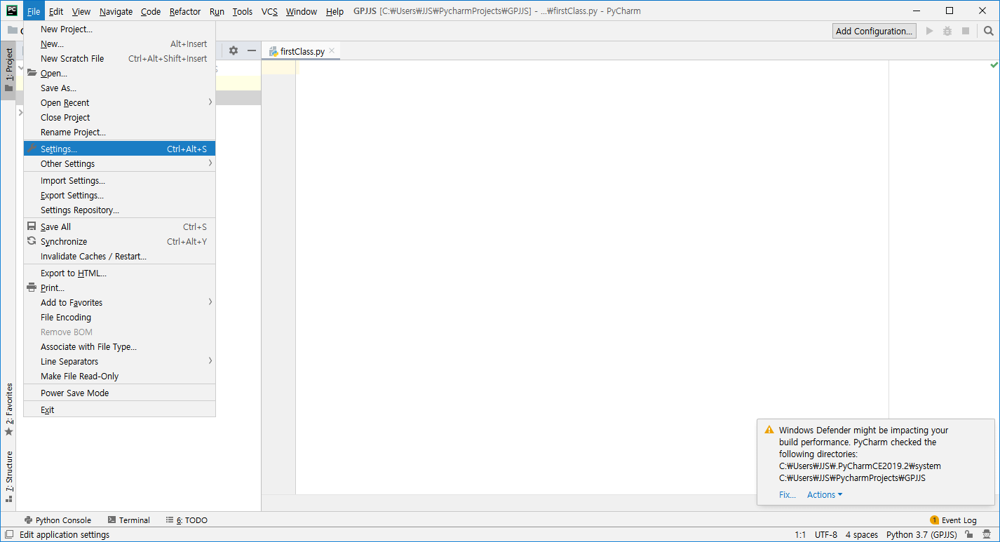 PC File Edit View Navigate Code Refactor Run Tools VCS Window Help GPJJS [C:₩Users₩JJS₩PycharmProjects₩GPJJS] - ...₩firstClass.py - PyCharm
Add Configuration...
1: Project
firstClass.py
New Project...
New... Alt+Insert
New Scratch File Ctrl+Alt+Shift+Insert
Open...
Save As...
Open Recent
Close Project
Rename Project...
Settings... Ctrl+Alt+S
Other Settings
Import Settings...
Export Settings...
Settings Repository...
Save All Ctrl+S
Synchronize Ctrl+Alt+Y
Invalidate Caches / Restart...
Export to HTML...
Print...
Add to Favorites
File Encoding
Remove BOM
Associate with File Type...
Line Separators
Make File Read-Only
Power Save Mode
Exit
2: Favorites
7: Structure
Windows Defender might be impacting your
build performance. PyCharm checked the
following directories:
C:₩Users₩JJS₩.PyCharmCE2019.2₩system
C:₩Users₩JJS₩PycharmProjects₩GPJJS
Fix... Actions
Python Console Terminal 6: TODO 1 Event Log
Edit application settings 1:1 UTF-8 4 spaces Python 3.7 (GPJJS)